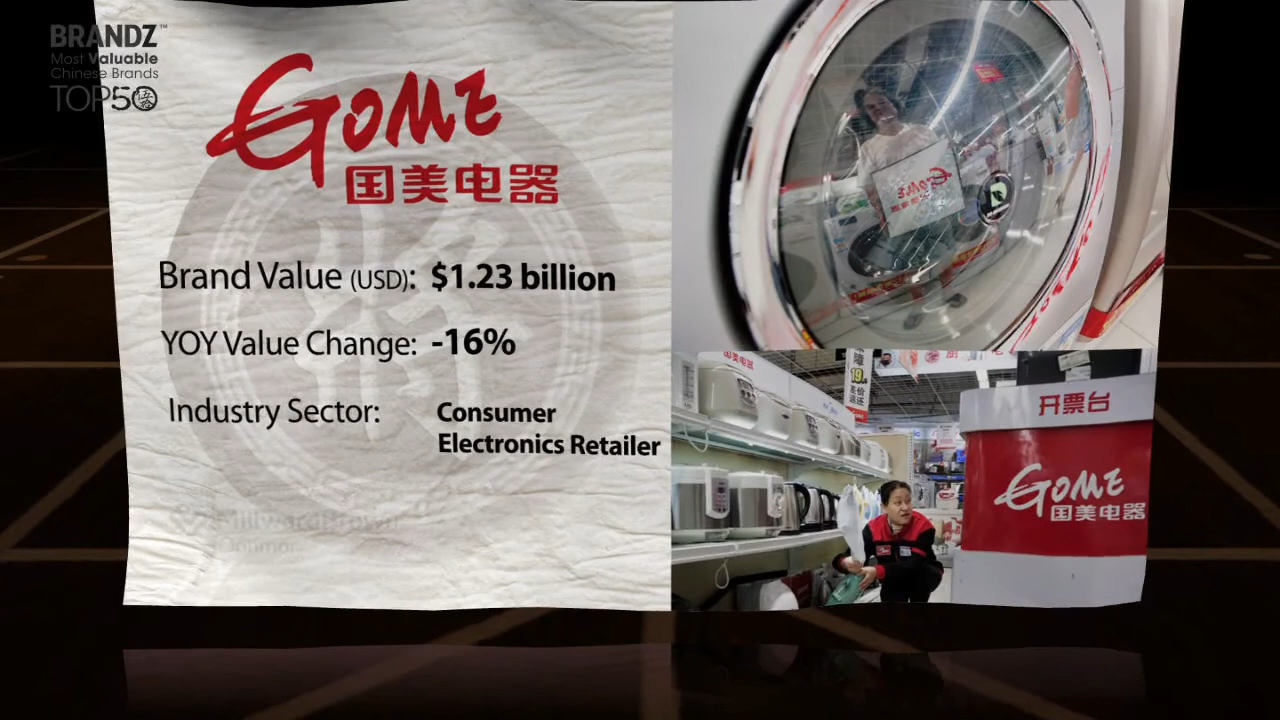 BRANDZ™
Most Valuable
Chinese Brands
TOP50
GOME
国美电器
Brand Value (USD): $1.23 billion
YOY Value Change: -16%
Industry Sector: Consumer
Electronics Retailer
GOME
国美电器
19
开票台
GOME
国美电器